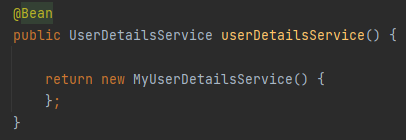 @Bean
public UserDetailsService userDetailsService() {
return new MyUserDetailsService() {
};
}